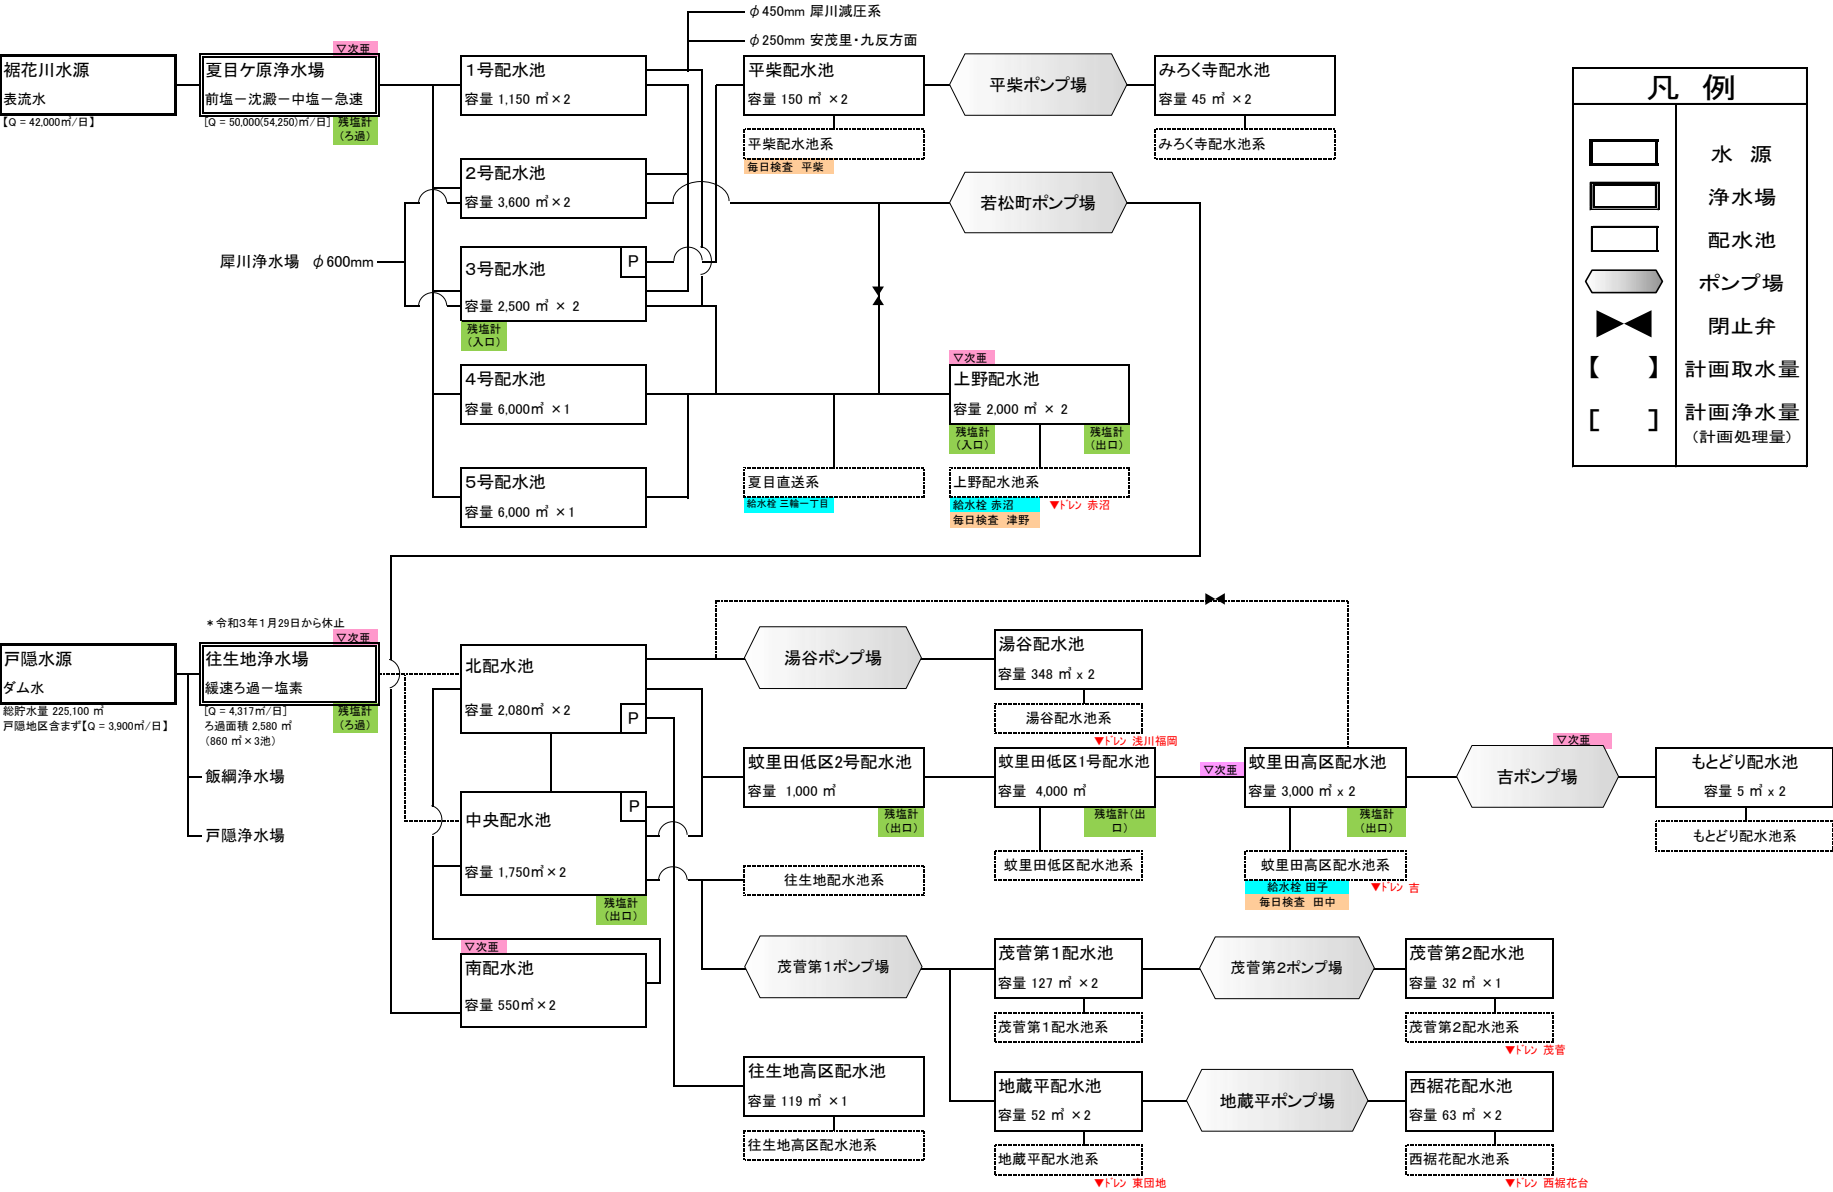 φ450mm 犀川減圧系
φ250mm 安茂里・九反方面
裾花川水源
表流水
【Q = 42,000㎥/日】
▽次亜
夏目ケ原浄水場
前塩－沈澱－中塩－急速
[Q = 50,000(54,250)㎥/日]
残塩計
（ろ過）
1号配水池
容量 1,150 ㎥×2
2号配水池
容量 3,600 ㎥×2
犀川浄水場 φ600mm
3号配水池
P
容量 2,500 ㎥ × 2
残塩計
（入口）
4号配水池
容量 6,000㎥ ×1
5号配水池
容量 6,000 ㎥ ×1
平柴配水池
容量 150 ㎥ ×2
平柴配水池系
毎日検査 平柴
平柴ポンプ場
みろく寺配水池
容量 45 ㎥ ×2
みろく寺配水池系
若松町ポンプ場
▽次亜
上野配水池
容量 2,000 ㎥ × 2
残塩計
（入口）
残塩計
（出口）
夏目直送系
給水栓 三輪一丁目
上野配水池系
給水栓 赤沼
▼ドレン 赤沼
毎日検査 津野
凡 例
水 源
浄水場
配水池
ポンプ場
閉止弁
【 】 計画取水量
[ ] 計画浄水量
（計画処理量）
戸隠水源
ダム水
総貯水量 225,100 ㎥
戸隠地区含まず【Q = 3,900㎥/日】
＊令和3年1月29日から休止
▽次亜
往生地浄水場
緩速ろ過－塩素
[Q = 4,317㎥/日]
ろ過面積 2,580 ㎡
（860 ㎡×3池）
残塩計
（ろ過）
飯綱浄水場
戸隠浄水場
北配水池
容量 2,080㎥ ×2
P
中央配水池
P
容量 1,750㎥×2
残塩計
（出口）
▽次亜
南配水池
容量 550㎥×2
湯谷ポンプ場
湯谷配水池
容量 348 ㎥ x 2
湯谷配水池系
▼ドレン 浅川福岡
蚊里田低区2号配水池
容量 1,000 ㎥
残塩計
（出口）
蚊里田低区1号配水池
容量 4,000 ㎥
残塩計（出
口）
蚊里田低区配水池系
▽次亜
蚊里田高区配水池
容量 3,000 ㎥ x 2
残塩計
（出口）
蚊里田高区配水池系
給水栓 田子
▼ドレン 吉
毎日検査 田中
▽次亜
吉ポンプ場
もとどり配水池
容量 5 ㎥ x 2
もとどり配水池系
往生地配水池系
茂菅第1ポンプ場
茂菅第1配水池
容量 127 ㎥ ×2
茂菅第1配水池系
茂菅第2ポンプ場
茂菅第2配水池
容量 32 ㎥ ×1
茂菅第2配水池系
▼ドレン 茂菅
往生地高区配水池
容量 119 ㎥ ×1
往生地高区配水池系
地蔵平配水池
容量 52 ㎥ ×2
地蔵平配水池系
▼ドレン 東団地
地蔵平ポンプ場
西裾花配水池
容量 63 ㎥ ×2
西裾花配水池系
▼ドレン 西裾花台